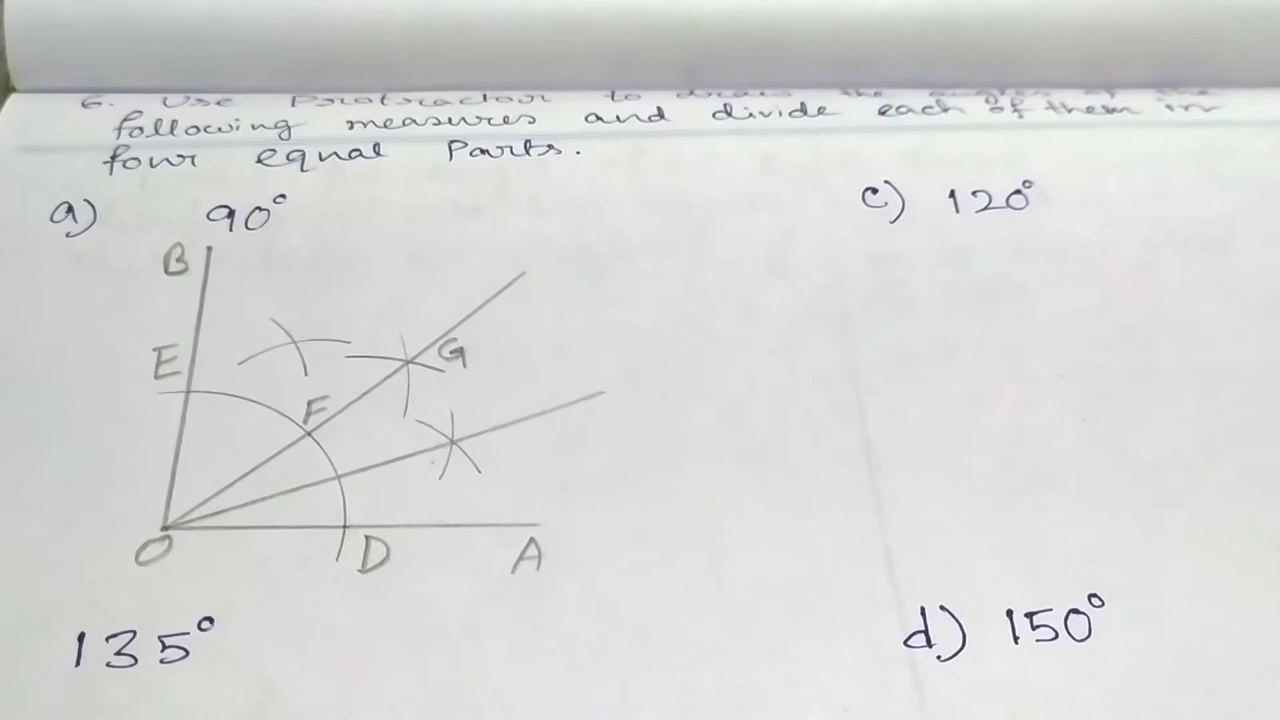 6. Use Protractor to draw the angles of the
following measures and divide each of them in
four equal Parts.
a) 90°
c) 120°
B
E
F
G
O
D
A
135°
d) 150°